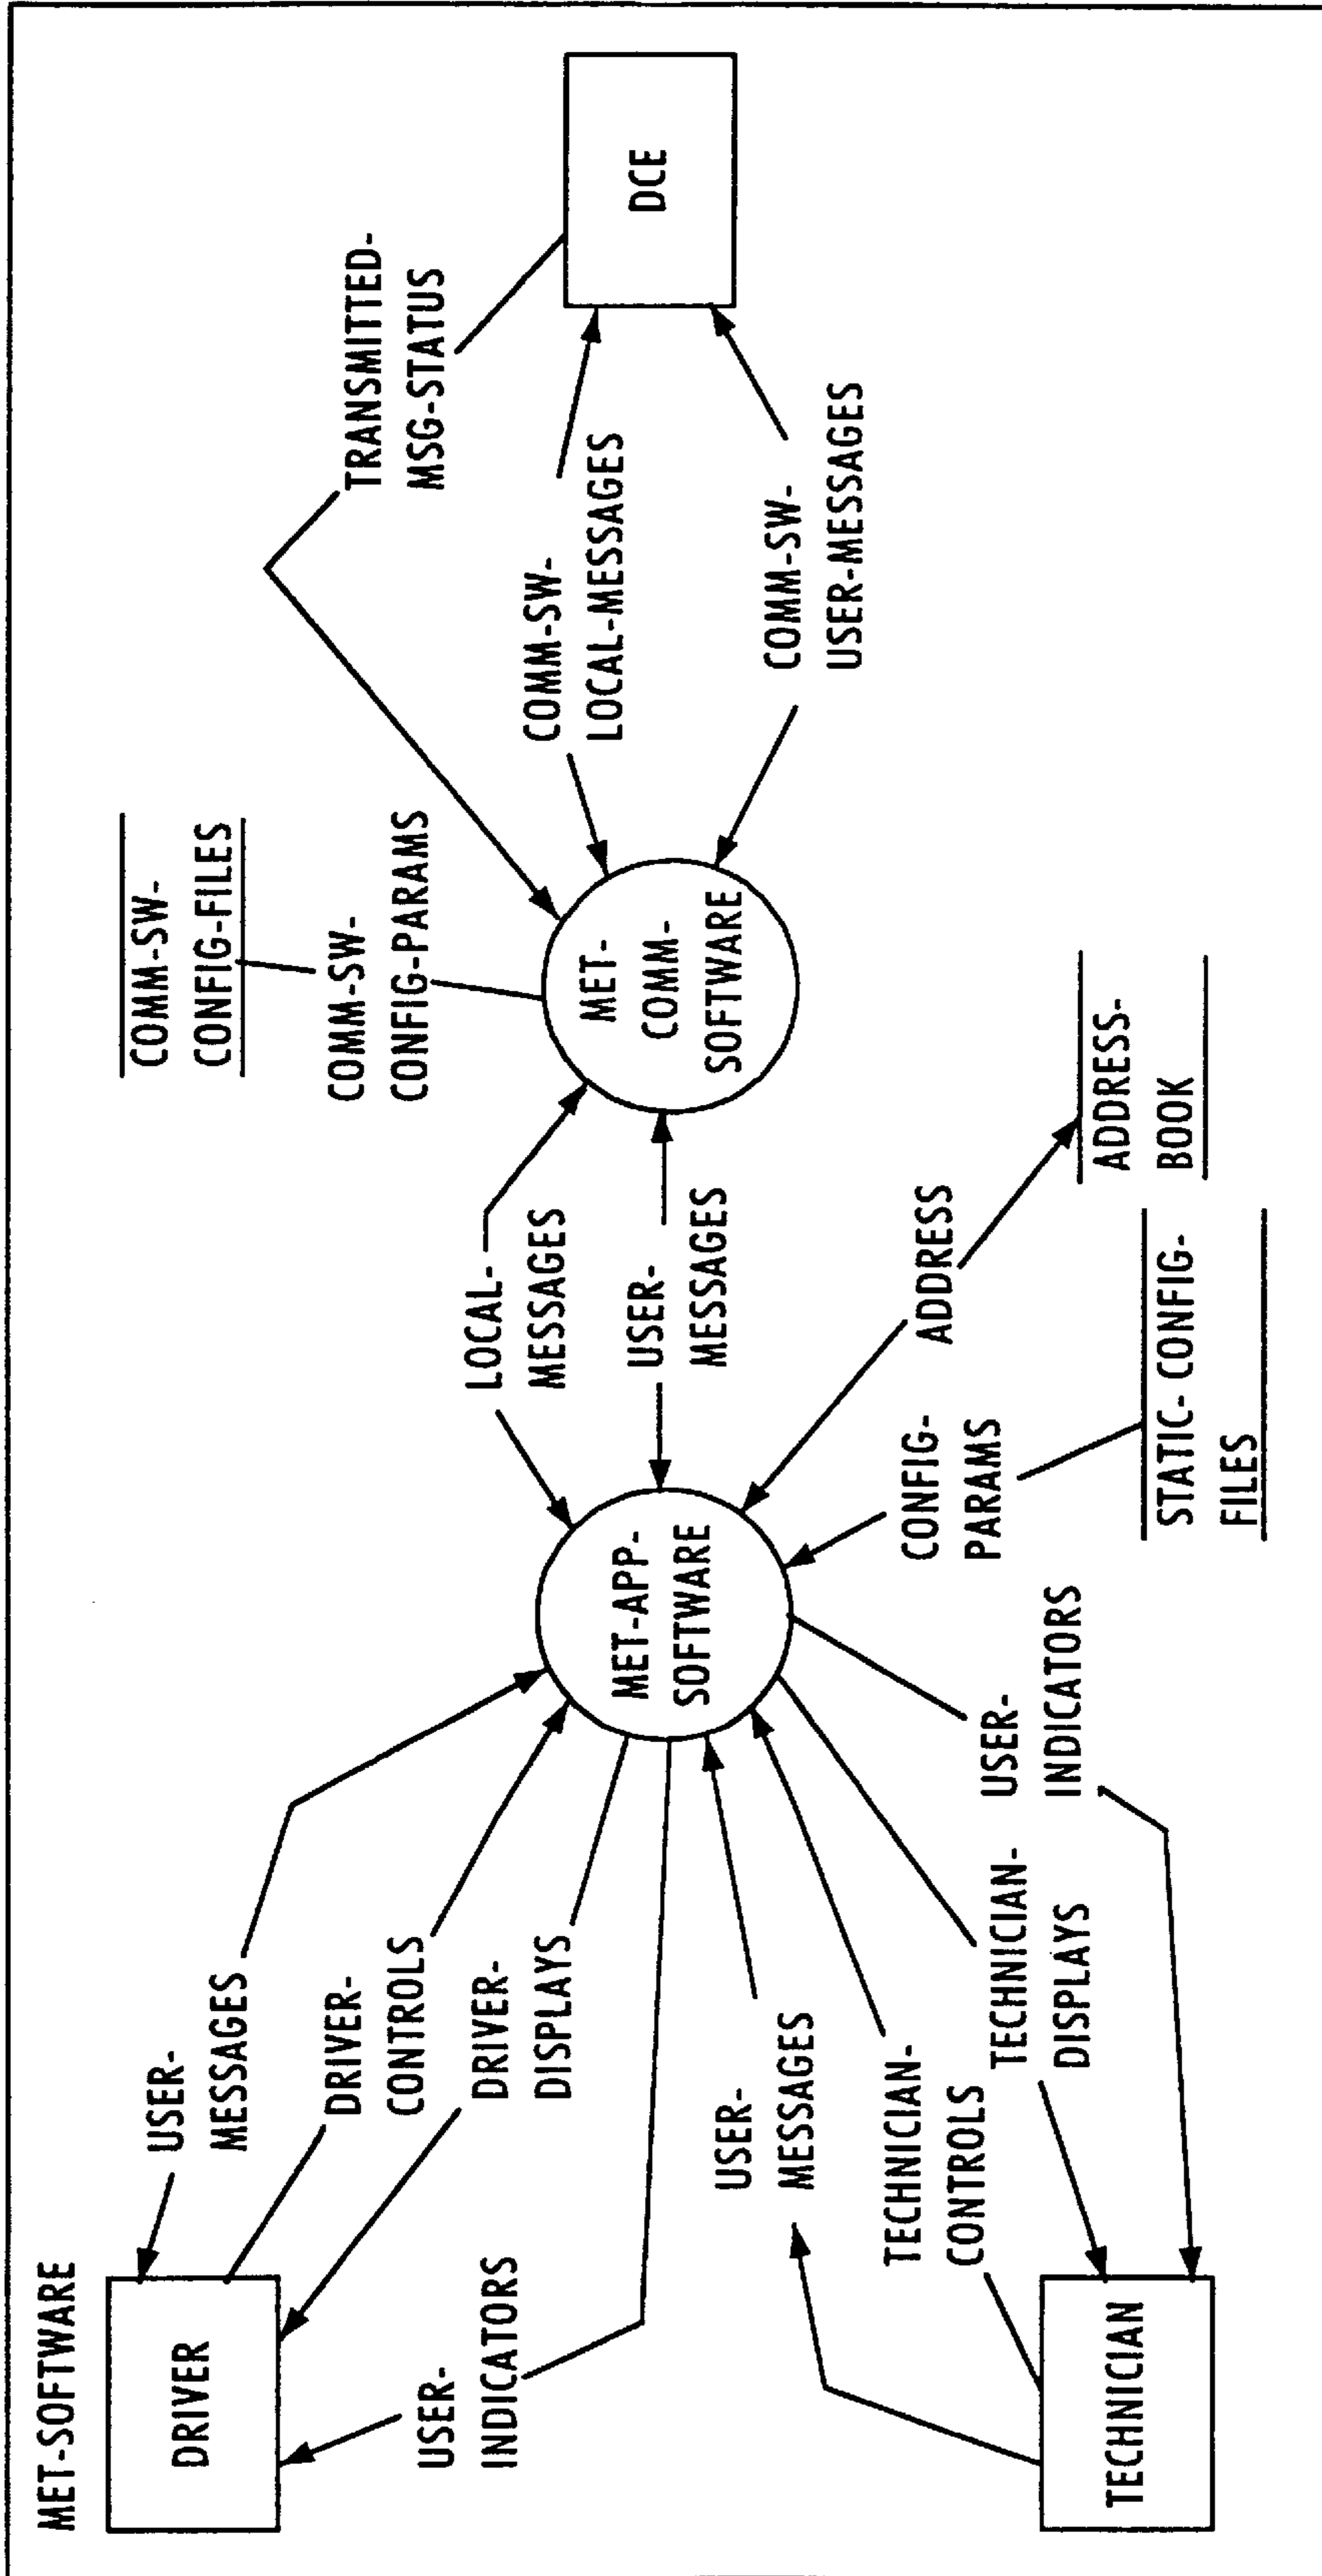 MET-SOFTWARE
DRIVER
USER-
MESSAGES
DRIVER-
CONTROLS
DRIVER-
DISPLAYS
USER-
INDICATORS
USER-
MESSAGES
TECHNICIAN-
CONTROLS
TECHNICIAN-
DISPLAYS
USER-
INDICATORS
TECHNICIAN
MET-APP-
SOFTWARE
LOCAL-
MESSAGES
USER-
MESSAGES
ADDRESS
CONFIG-
PARAMS
STATIC-CONFIG-
FILES
ADDRESS-
BOOK
COMM-SW-
CONFIG-FILES
COMM-SW-
CONFIG-PARAMS
MET-
COMM-
SOFTWARE
TRANSMITTED-
MSG-STATUS
COMM-SW-
LOCAL-MESSAGES
COMM-SW-
USER-MESSAGES
DCE